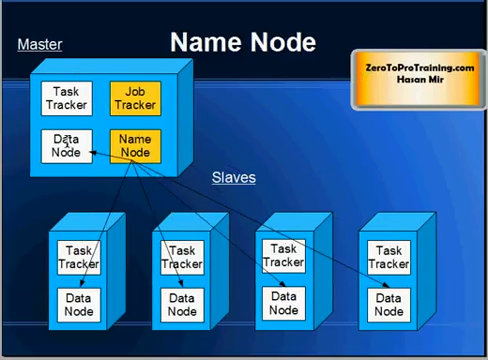 Master
Name Node
ZeroToProTraining.com
Hasan Mir
Task
Tracker
Job
Tracker
Data
Node
Name
Node
Slaves
Task
Tracker
Task
Tracker
Task
Tracker
Task
Tracker
Data
Node
Data
Node
Data
Node
Data
Node